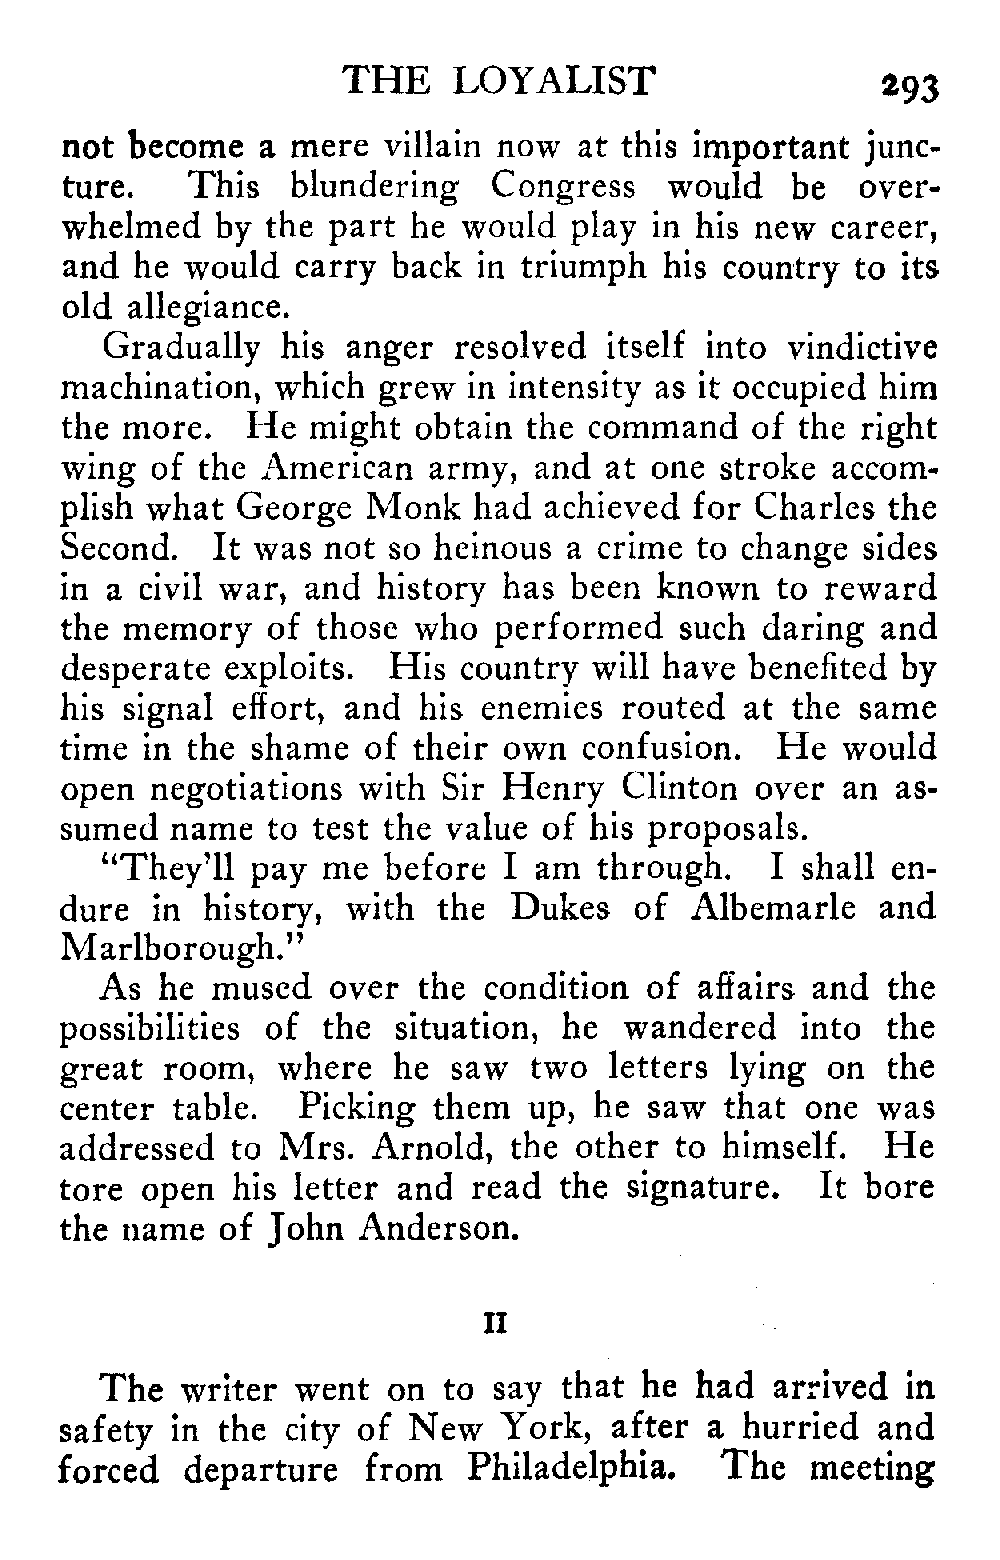 THE LOYALIST 293
not become a mere villain now at this important junc-
ture. This blundering Congress would be over-
whelmed by the part he would play in his new career,
and he would carry back in triumph his country to its
old allegiance.
Gradually his anger resolved itself into vindictive
machination, which grew in intensity as it occupied him
the more. He might obtain the command of the right
wing of the American army, and at one stroke accom-
plish what George Monk had achieved for Charles the
Second. It was not so heinous a crime to change sides
in a civil war, and history has been known to reward
the memory of those who performed such daring and
desperate exploits. His country will have benefited by
his signal effort, and his enemies routed at the same
time in the shame of their own confusion. He would
open negotiations with Sir Henry Clinton over an as-
sumed name to test the value of his proposals.
"They'll pay me before I am through. I shall en-
dure in history, with the Dukes of Albemarle and
Marlborough."
As he mused over the condition of affairs and the
possibilities of the situation, he wandered into the
great room, where he saw two letters lying on the
center table. Picking them up, he saw that one was
addressed to Mrs. Arnold, the other to himself. He
tore open his letter and read the signature. It bore
the name of John Anderson.
II
The writer went on to say that he had arrived in
safety in the city of New York, after a hurried and
forced departure from Philadelphia. The meeting